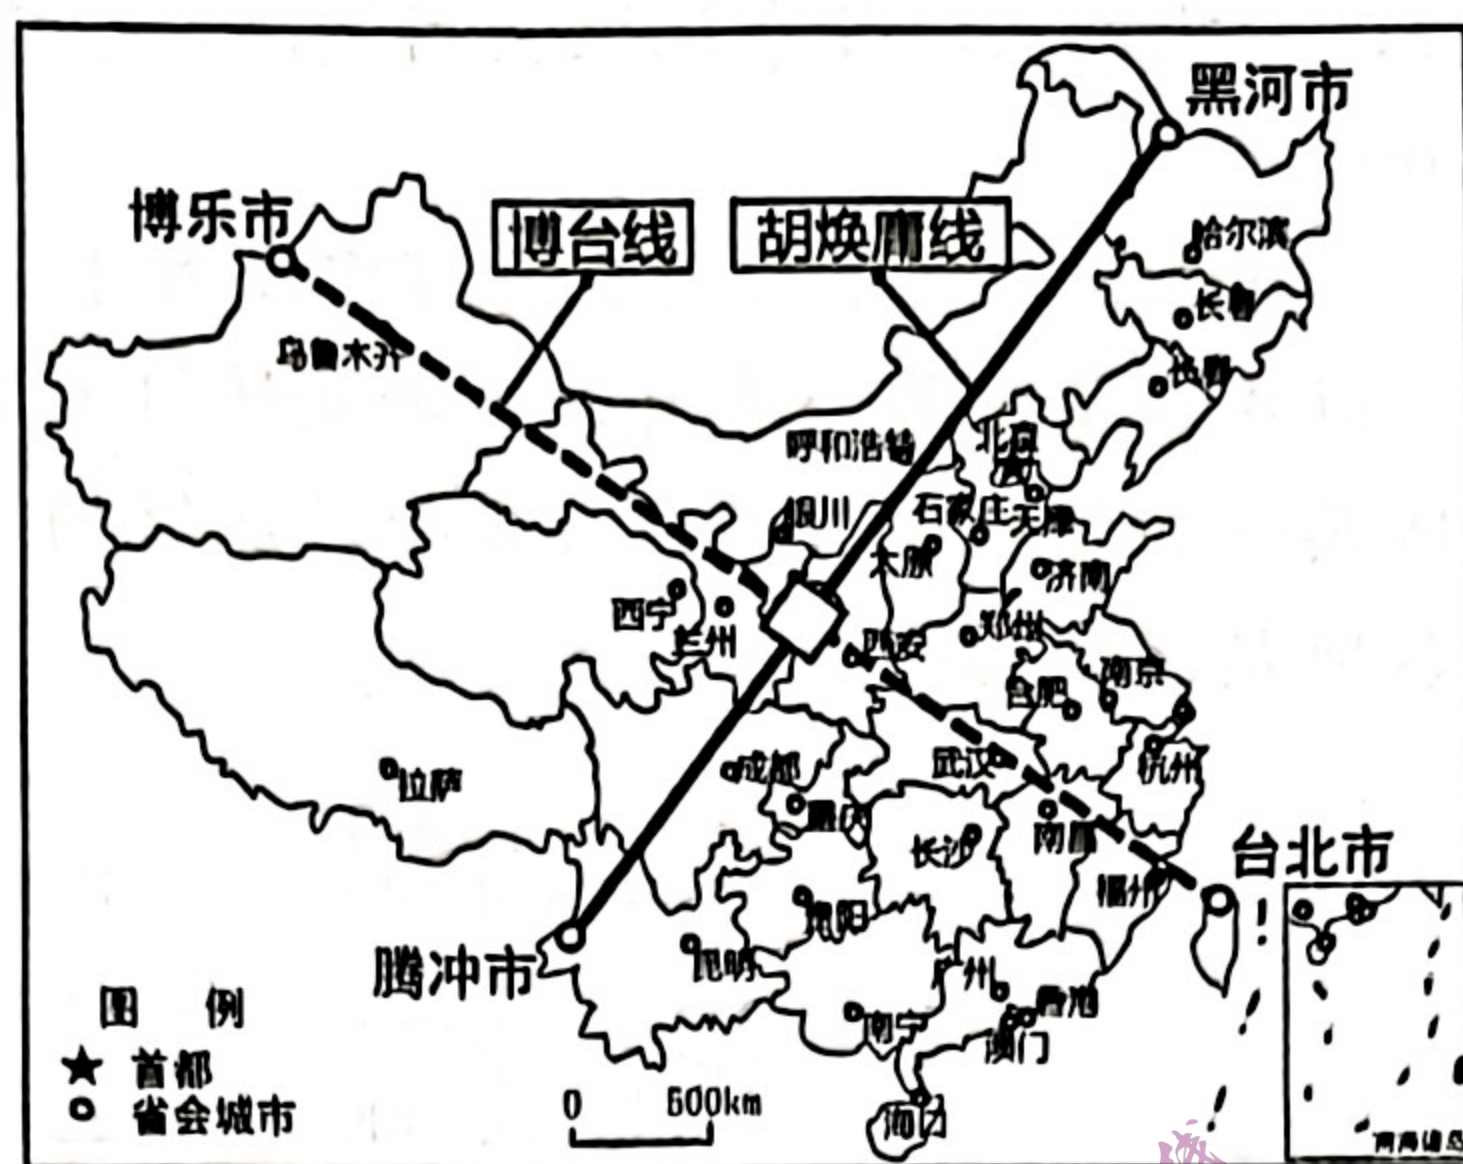 黑河市
博乐市
博台线
胡焕庸线
哈尔滨
长春
乌鲁木齐
呼和浩特
北京
银川
石家庄
天津
太原
济南
西宁
兰州
西安
郑州
合肥
南京
武汉
杭州
成都
重庆
拉萨
长沙
南昌
台北市
福州
贵阳
腾冲市
昆明
广州
香港
澳门
南宁
海口
图 例
首都
省会城市
0 600km
南海诸岛